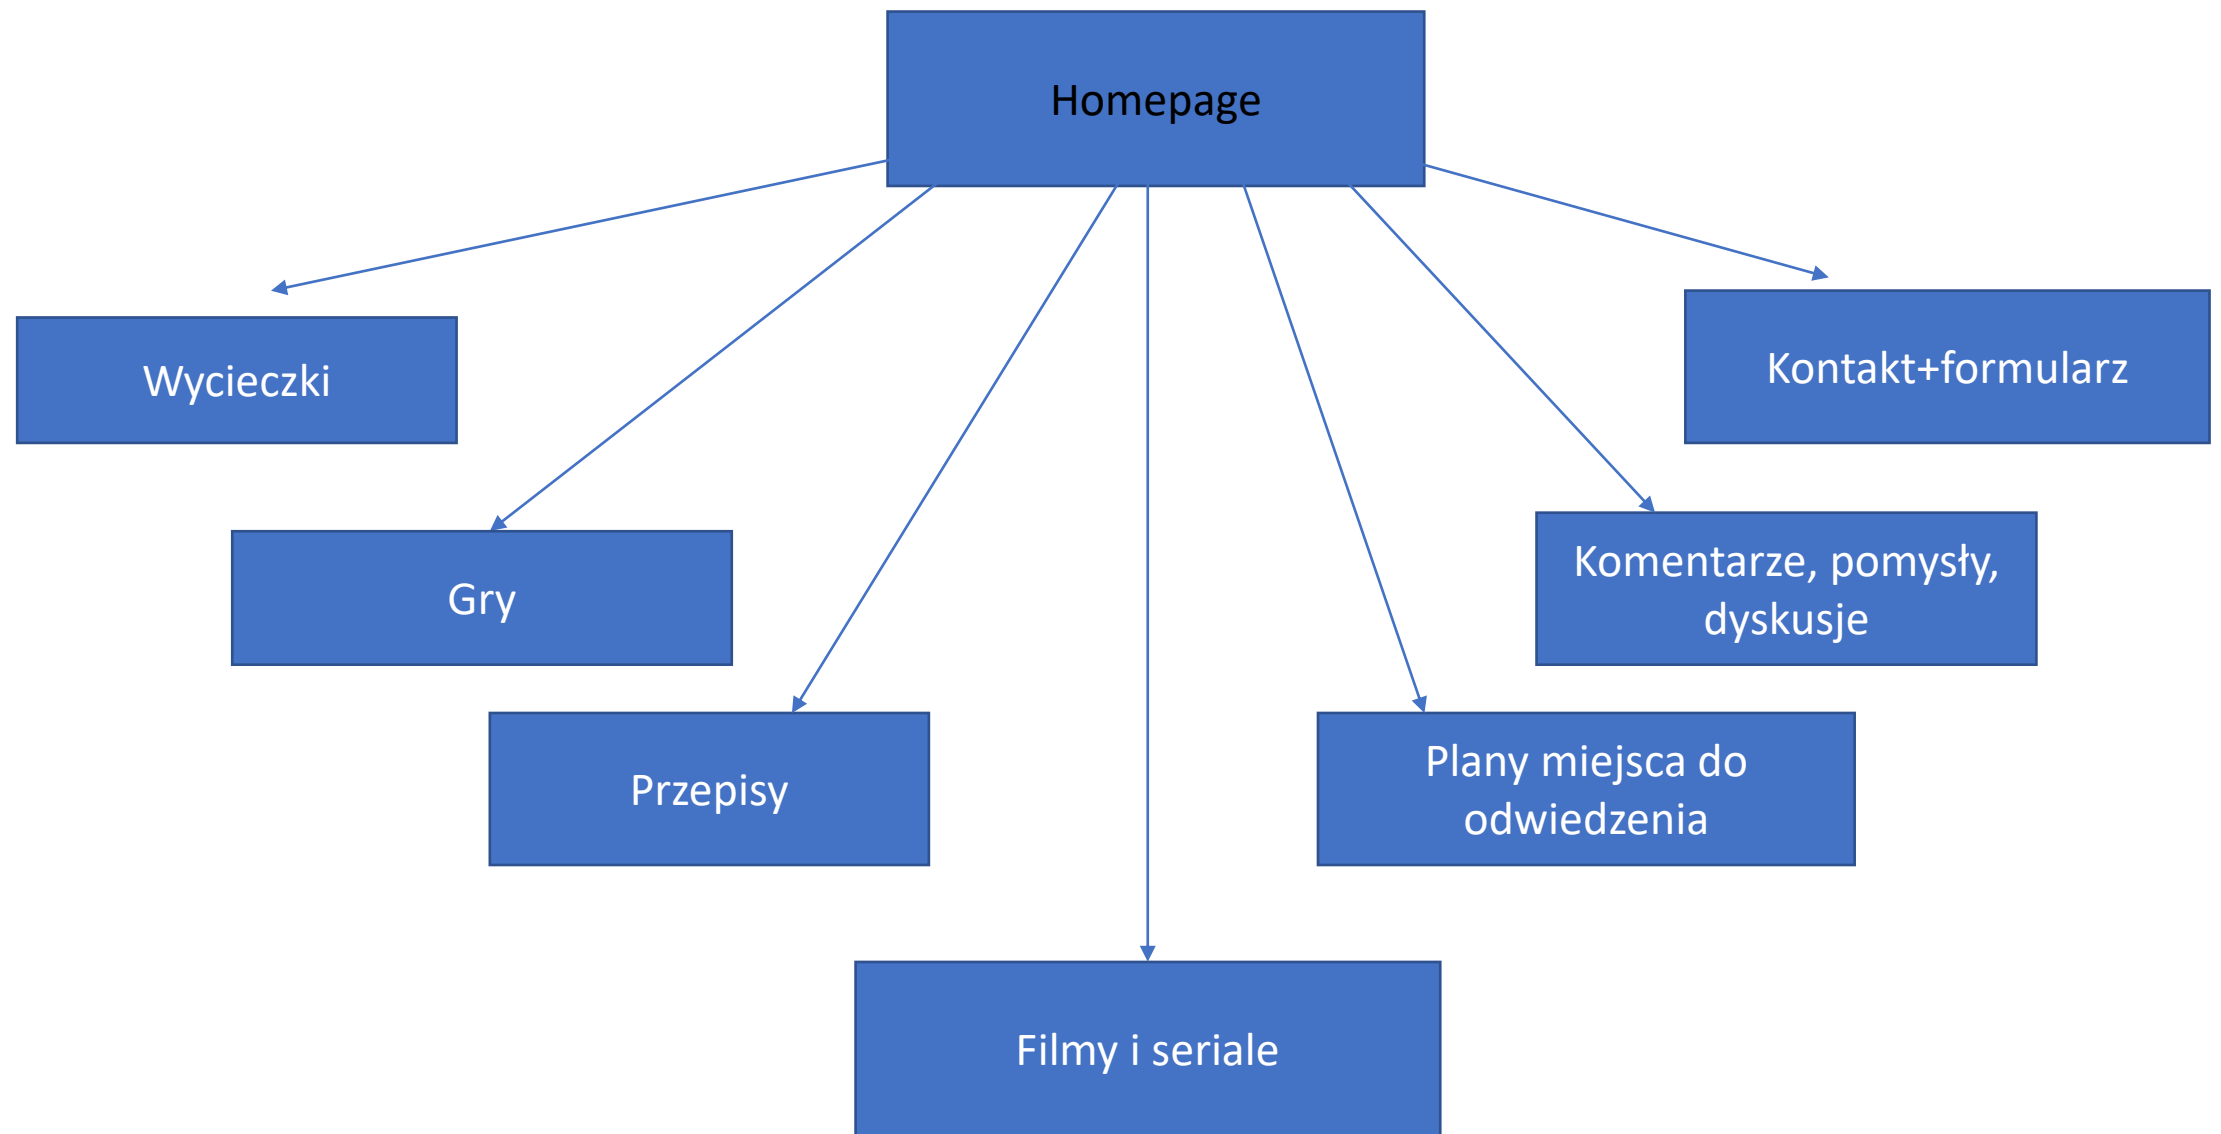 Homepage
Wycieczki
Kontakt+formularz
Gry
Komentarze, pomysły,
dyskusje
Przepisy
Plany miejsca do
odwiedzenia
Filmy i seriale